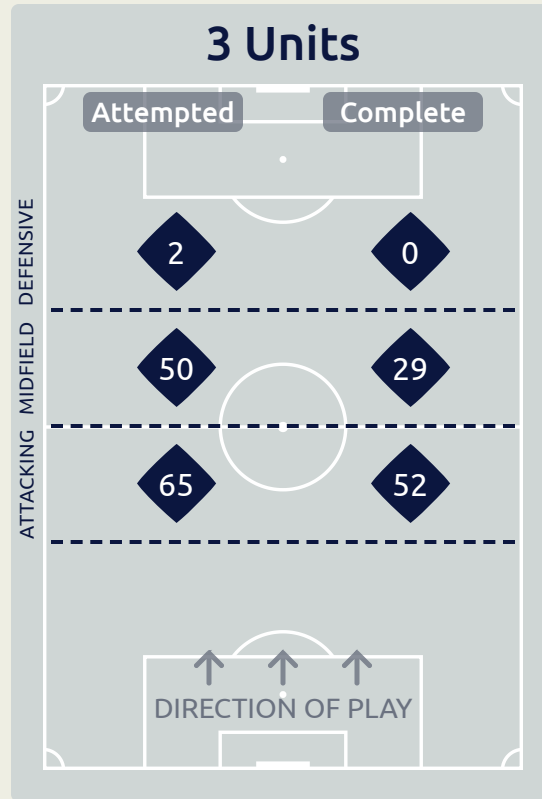 3 Units
Attempted Complete
DEFENSIVE
2 0
MIDFIELD
50 29
ATTACKING
65 52
DIRECTION OF PLAY